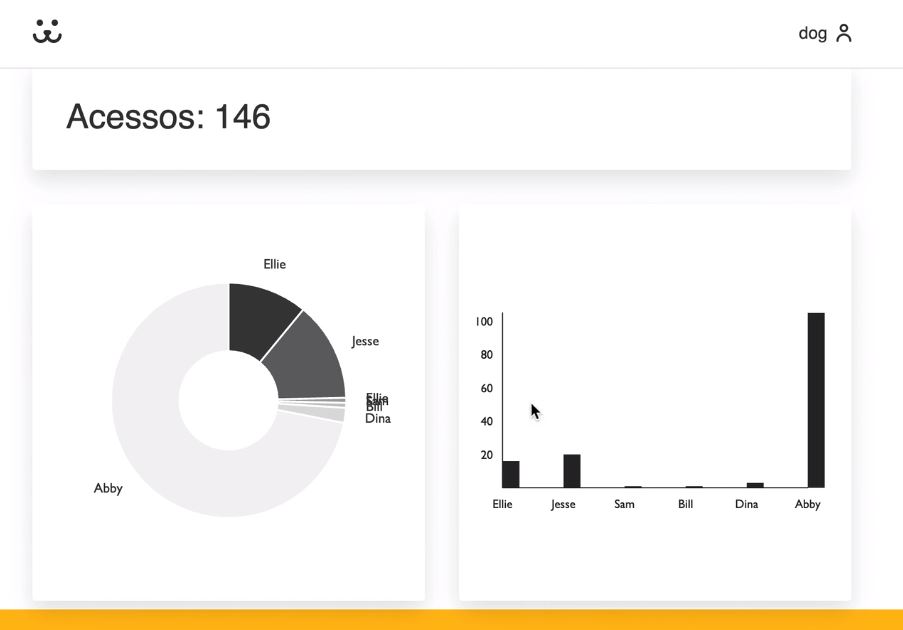 dog
Acessos: 146
Ellie
Jesse
Ellie
Sam
Bill
Dina
Abby
100
80
60
40
20
Ellie Jesse Sam Bill Dina Abby